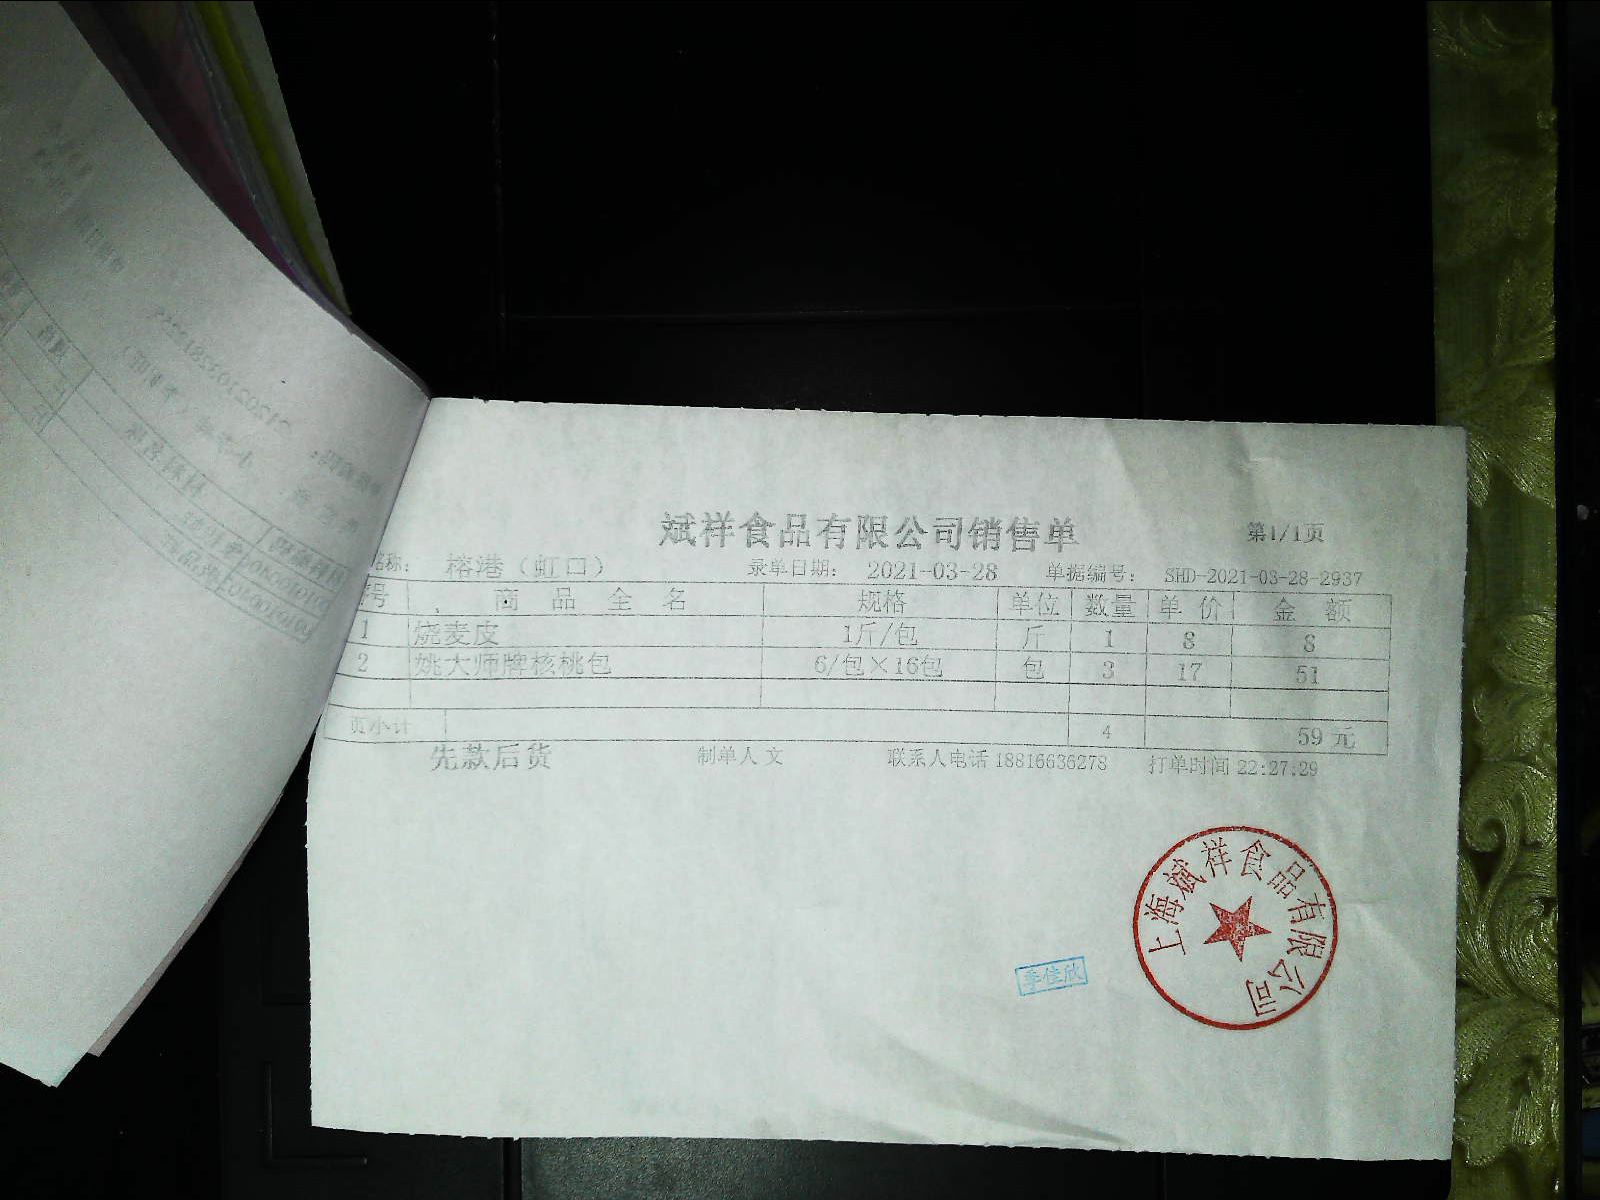 斌祥食品有限公司销售单
第1/1页
名称： 榕港（虹口） 录单日期： 2021-03-28 单据编号： SHD-2021-03-28-2937
号 商品全名 规格 单位 数量 单价 金额
1 烧麦皮 1斤/包 斤 1 8 8
2 姚大师牌核桃包 6/包×16包 包 3 17 51
页小计 4 59 元
先款后货 制单人 文 联系人电话 18816636278 打单时间 22:27:29
上海斌祥食品有限公司
李佳欣